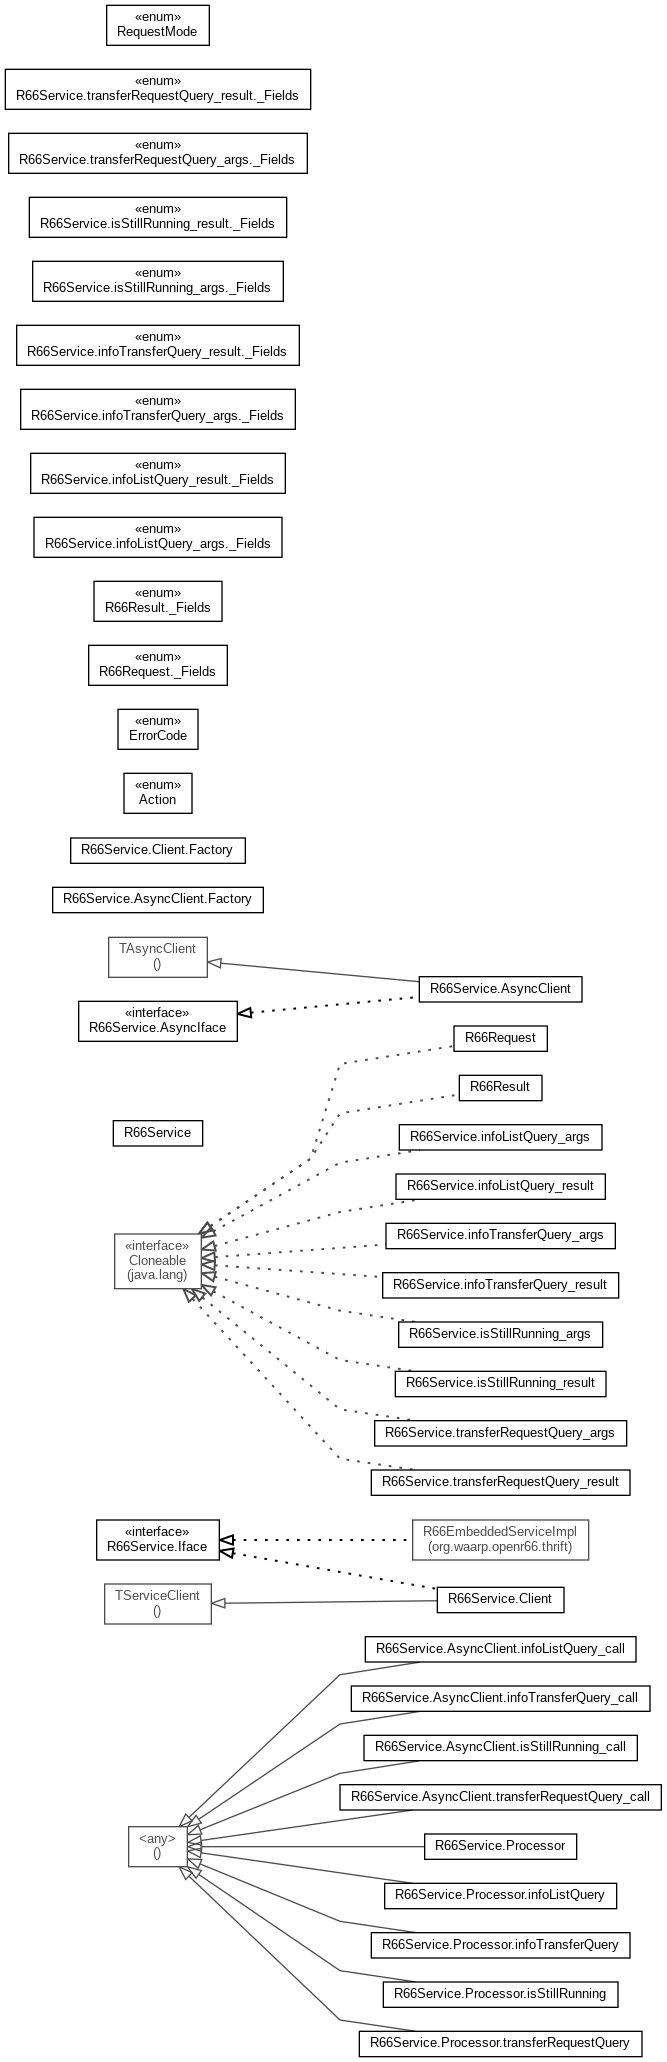 «enum»
RequestMode
«enum»
R66Service.transferRequestQuery_result._Fields
«enum»
R66Service.transferRequestQuery_args._Fields
«enum»
R66Service.isStillRunning_result._Fields
«enum»
R66Service.isStillRunning_args._Fields
«enum»
R66Service.infoTransferQuery_result._Fields
«enum»
R66Service.infoTransferQuery_args._Fields
«enum»
R66Service.infoListQuery_result._Fields
«enum»
R66Service.infoListQuery_args._Fields
«enum»
R66Result._Fields
«enum»
R66Request._Fields
«enum»
ErrorCode
«enum»
Action
R66Service.Client.Factory
R66Service.AsyncClient.Factory
TAsyncClient
()
R66Service.AsyncClient
«interface»
R66Service.AsyncIface
R66Request
R66Result
R66Service
R66Service.infoListQuery_args
R66Service.infoListQuery_result
R66Service.infoTransferQuery_args
«interface»
Cloneable
(java.lang)
R66Service.infoTransferQuery_result
R66Service.isStillRunning_args
R66Service.isStillRunning_result
R66Service.transferRequestQuery_args
R66Service.transferRequestQuery_result
«interface»
R66Service.Iface
R66EmbeddedServiceImpl
(org.waarp.openr66.thrift)
TServiceClient
()
R66Service.Client
R66Service.AsyncClient.infoListQuery_call
R66Service.AsyncClient.infoTransferQuery_call
R66Service.AsyncClient.isStillRunning_call
R66Service.AsyncClient.transferRequestQuery_call
<any>
()
R66Service.Processor
R66Service.Processor.infoListQuery
R66Service.Processor.infoTransferQuery
R66Service.Processor.isStillRunning
R66Service.Processor.transferRequestQuery